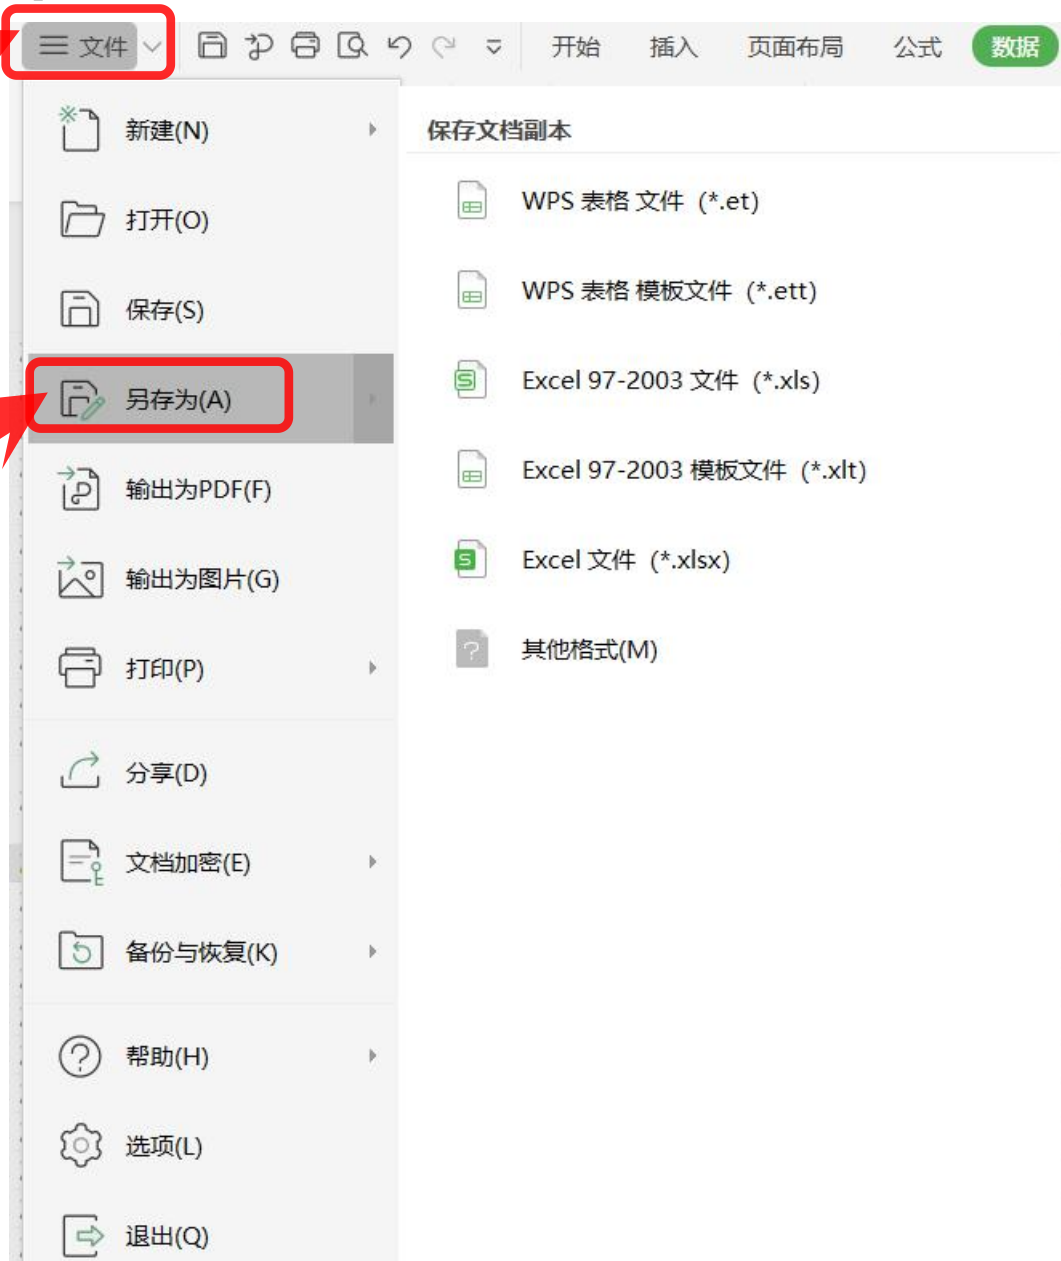 文件 开始 插入 页面布局 公式 数据
新建(N)
打开(O)
保存(S)
另存为(A)
输出为PDF(F)
输出为图片(G)
打印(P)
分享(D)
文档加密(E)
备份与恢复(K)
帮助(H)
选项(L)
退出(Q)
保存文档副本
WPS 表格 文件 (*.et)
WPS 表格 模板文件 (*.ett)
Excel 97-2003 文件 (*.xls)
Excel 97-2003 模板文件 (*.xlt)
Excel 文件 (*.xlsx)
其他格式(M)